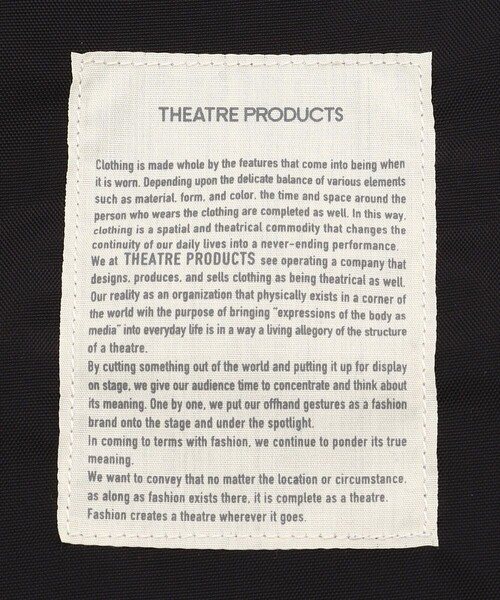 THEATRE PRODUCTS
Clothing is made whole by the features that come into being when
it is worn. Depending upon the delicate balance of various elements
such as material, form, and color, the time and space around the
person who wears the clothing are completed as well. In this way,
clothing is a spatial and theatrical commodity that changes the
continuity of our daily lives into a never-ending performance.
We at THEATRE PRODUCTS see operating a company that
designs, produces, and sells clothing as being theatrical as well.
Our reality as an organization that physically exists in a corner of
the world wih the purpose of bringing "expressions of the body as
media" into everyday life is in a way a living allegory of the structure
of a theatre.
By cutting something out of the world and putting it up for display
on stage, we give our audience time to concentrate and think about
its meaning. One by one, we put our offhand gestures as a fashion
brand onto the stage and under the spotlight.
In coming to terms with fashion, we continue to ponder its true
meaning.
We want to convey that no matter the location or circumstance,
as along as fashion exists there, it is complete as a theatre.
Fashion creates a theatre wherever it goes.